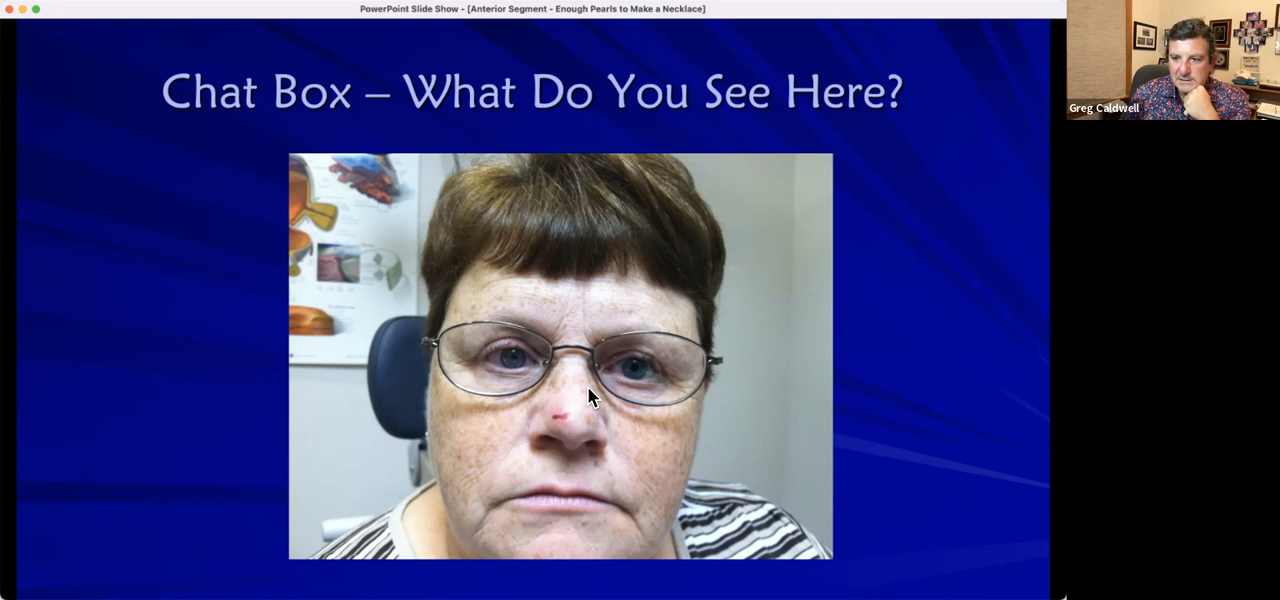 PowerPoint Slide Show - [Anterior Segment - Enough Pearls to Make a Necklace]
Chat Box – What Do You See Here?
Greg Caldwell